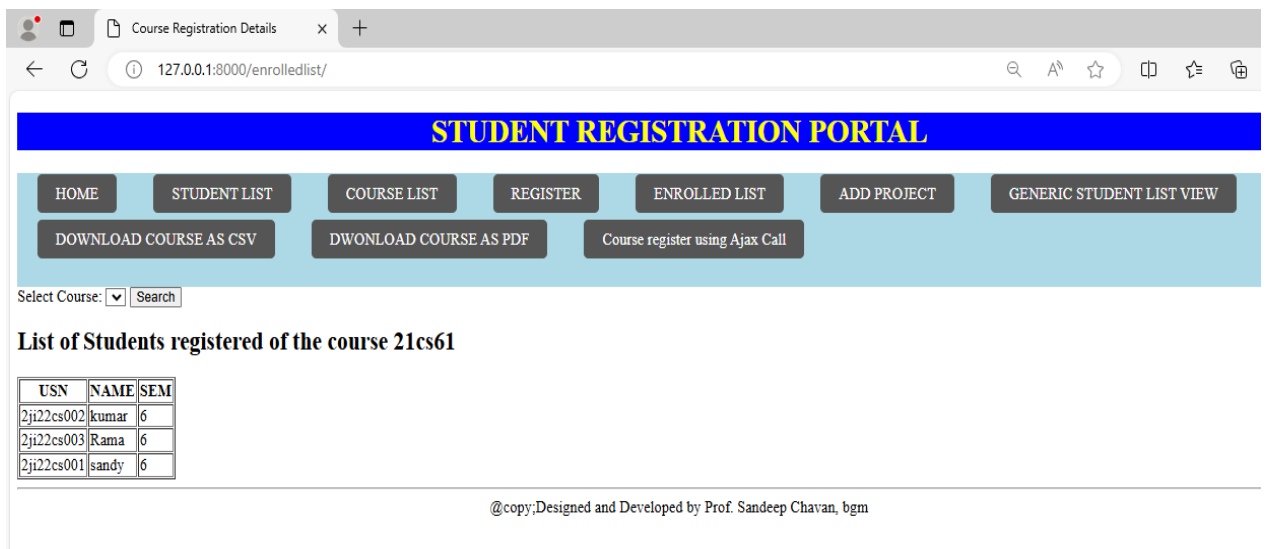 Course Registration Details
127.0.0.1:8000/enrolledlist/
STUDENT REGISTRATION PORTAL
HOME STUDENT LIST COURSE LIST REGISTER ENROLLED LIST ADD PROJECT GENERIC STUDENT LIST VIEW
DOWNLOAD COURSE AS CSV DWONLOAD COURSE AS PDF Course register using Ajax Call
Select Course: Search
List of Students registered of the course 21cs61
USN NAME SEM
2ji22cs002 kumar 6
2ji22cs003 Rama 6
2ji22cs001 sandy 6
@copy;Designed and Developed by Prof. Sandeep Chavan, bgm